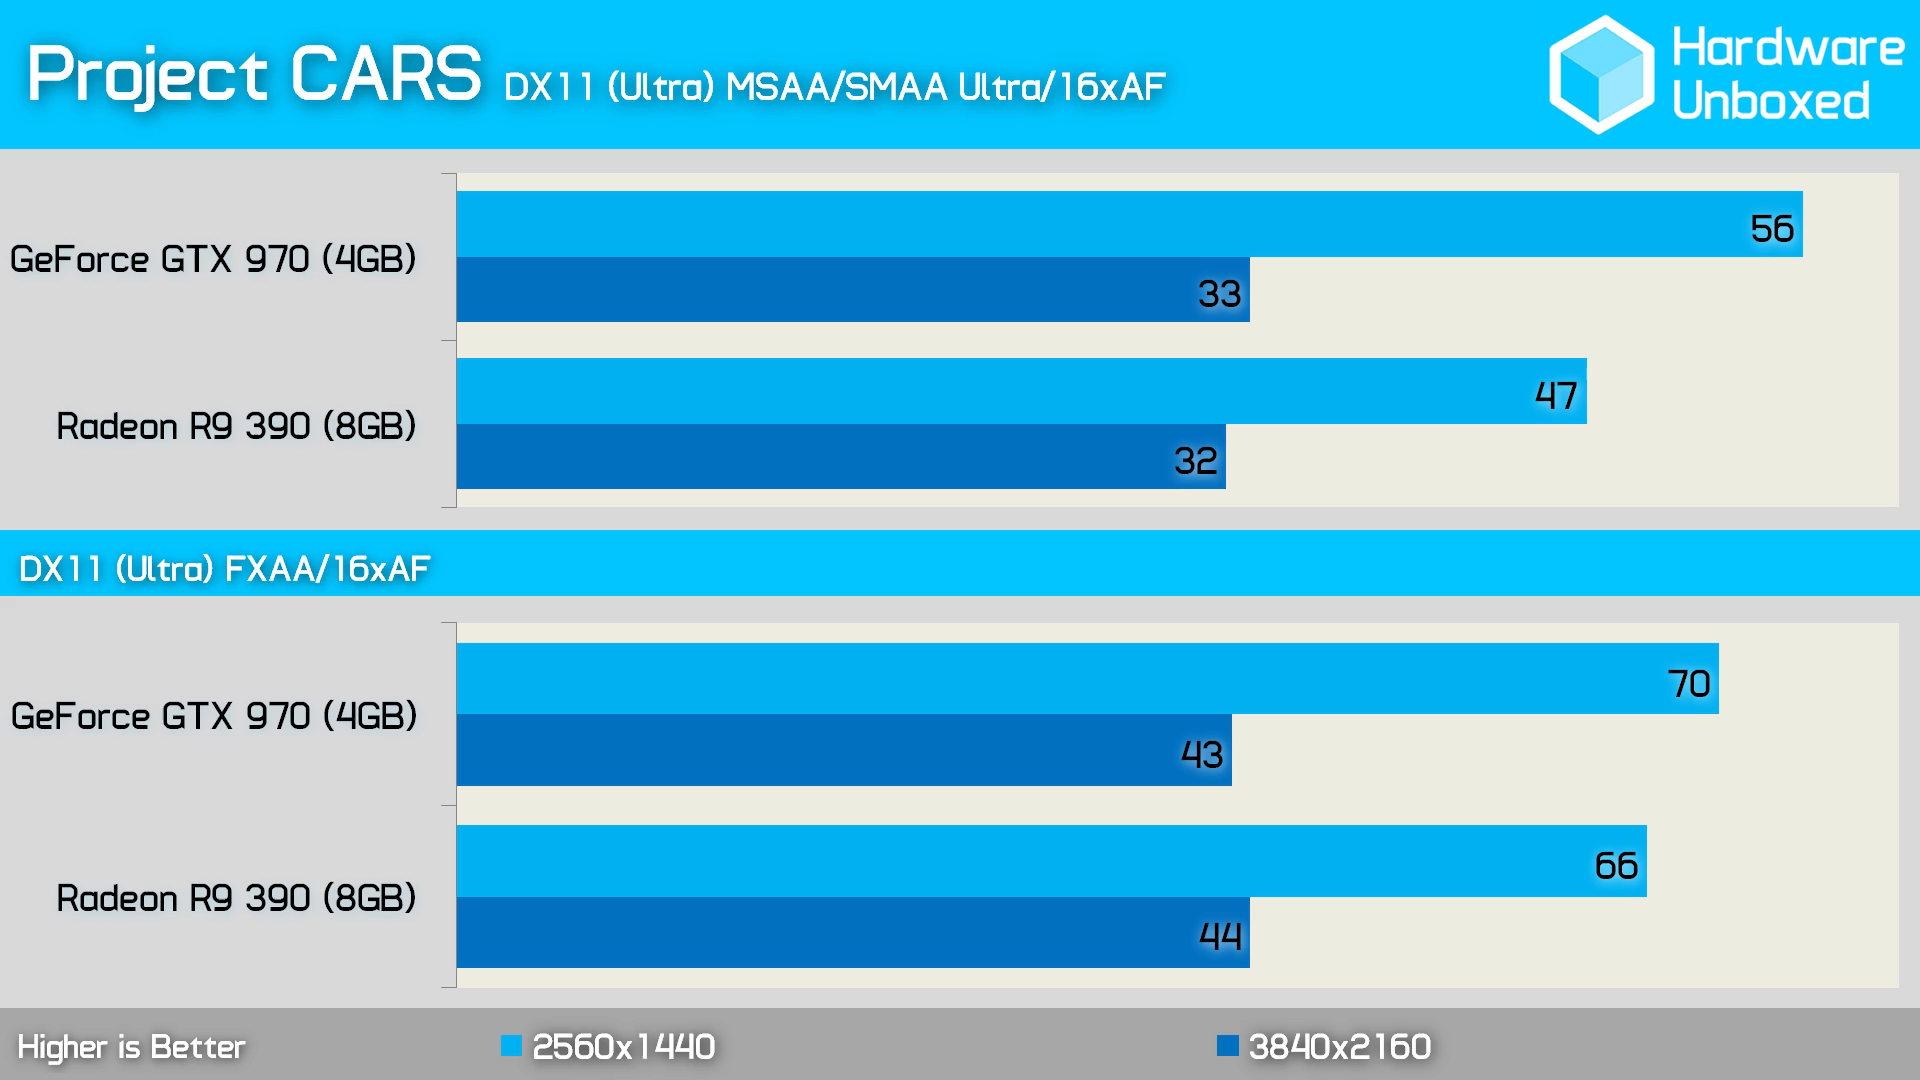 Project CARS DX11 (Ultra) MSAA/SMAA Ultra/16xAF
Hardware
Unboxed
GeForce GTX 970 (4GB)
56
33
Radeon R9 390 (8GB)
47
32
DX11 (Ultra) FXAA/16xAF
GeForce GTX 970 (4GB)
70
43
Radeon R9 390 (8GB)
66
44
Higher is Better
2560x1440
3840x2160